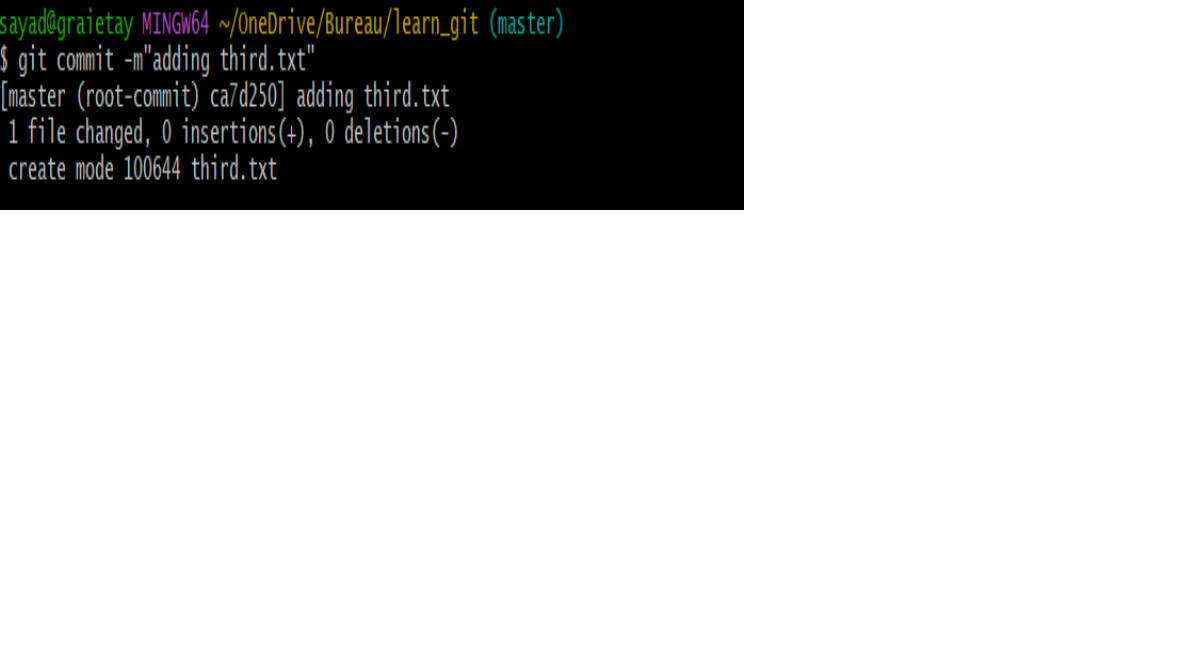 sayad@graietay MINGW64 ~/OneDrive/Bureau/learn_git (master)
$ git commit -m"adding third.txt"
[master (root-commit) ca7d250] adding third.txt
 1 file changed, 0 insertions(+), 0 deletions(-)
 create mode 100644 third.txt